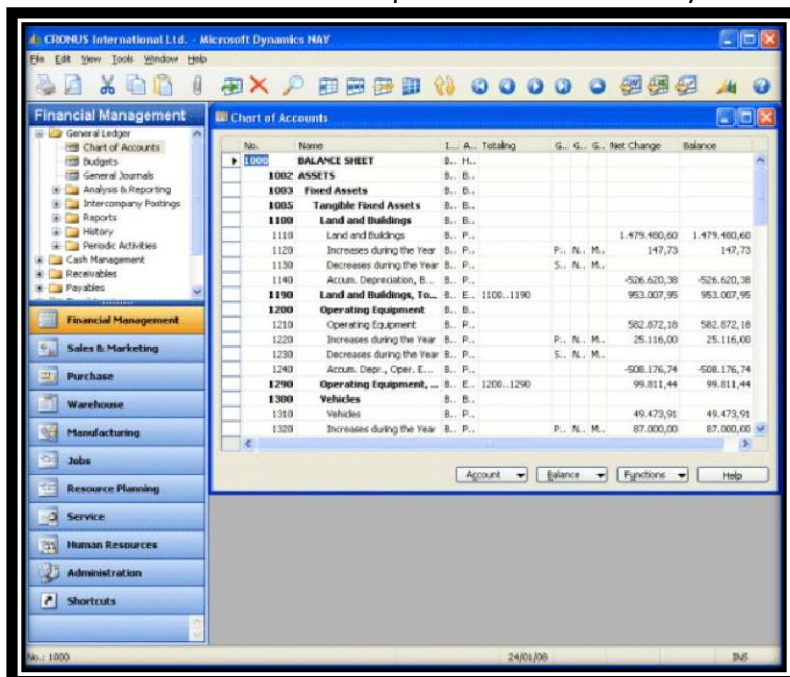 CRONUS International Ltd. - Microsoft Dynamics NAV
File Edit View Tools Window Help
Financial Management
General Ledger
Chart of Accounts
Budgets
General Journals
Analysis & Reporting
Intercompany Postings
Reports
History
Periodic Activities
Cash Management
Receivables
Payables
Financial Management
Sales & Marketing
Purchase
Warehouse
Manufacturing
Jobs
Resource Planning
Service
Human Resources
Administration
Shortcuts
Chart of Accounts
No. Name I... A.. Totaling G.. G.. G.. Net Change Balance
1000 BALANCE SHEET B.. H..
1002 ASSETS B.. B..
1003 Fixed Assets B.. B..
1005 Tangible Fixed Assets B.. B..
1100 Land and Buildings B.. B..
1110 Land and Buildings B.. P.. 1.479.480,60 1.479.480,60
1120 Increases during the Year B.. P.. P.. N.. M.. 147,73 147,73
1130 Decreases during the Year B.. P.. S.. N.. M..
1140 Accum. Depreciation, B... B.. P.. -526.620,38 -526.620,38
1190 Land and Buildings, To... B.. E.. 1100..1190 953.007,95 953.007,95
1200 Operating Equipment B.. B..
1210 Operating Equipment B.. P.. 582.872,18 582.872,18
1220 Increases during the Year B.. P.. P.. N.. M.. 25.116,00 25.116,00
1230 Decreases during the Year B.. P.. S.. N.. M..
1240 Accum. Depr., Oper. E... B.. P.. -508.176,74 -508.176,74
1290 Operating Equipment, ... B.. E.. 1200..1290 99.811,44 99.811,44
1300 Vehicles B.. B..
1310 Vehicles B.. P.. 49.473,91 49.473,91
1320 Increases during the Year B.. P.. P.. N.. M.. 87.000,00 87.000,00
Account Balance Functions Help
No.: 1000 24/01/08 INS